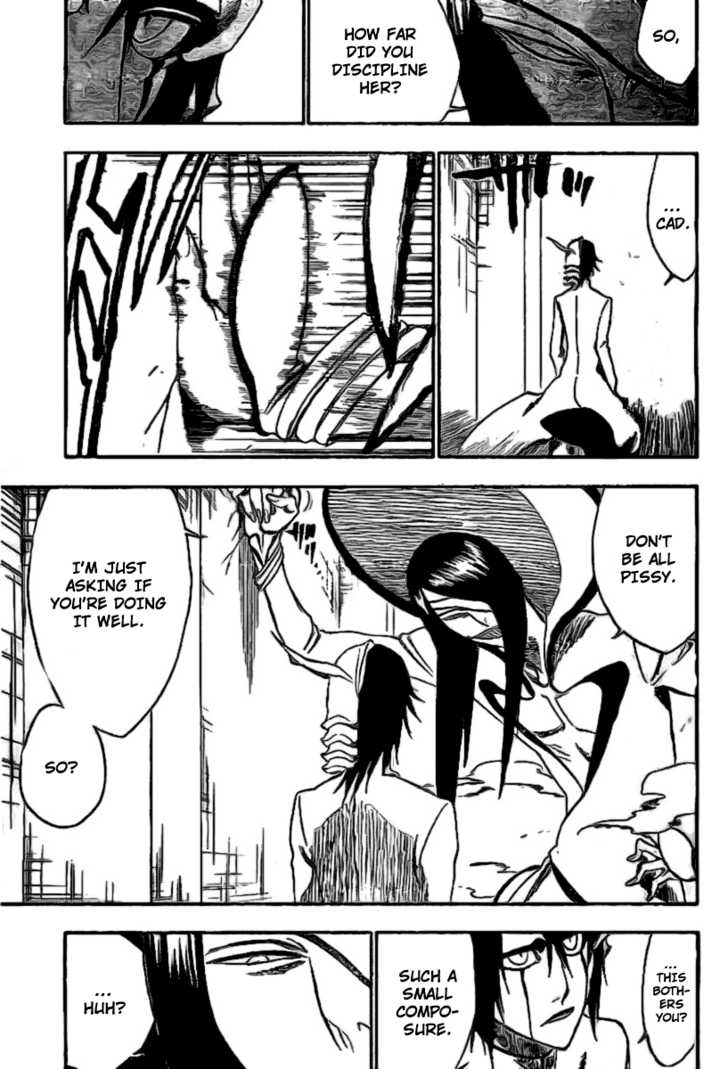 SO,
HOW FAR
DID YOU
DISCIPLINE
HER?
...
CAD.
DON'T
BE ALL
PISSY.
I'M JUST
ASKING IF
YOU'RE DOING
IT WELL.
SO?
...
THIS
BOTH-
ERS
YOU?
SUCH A
SMALL
COMPO-
SURE.
...
HUH?